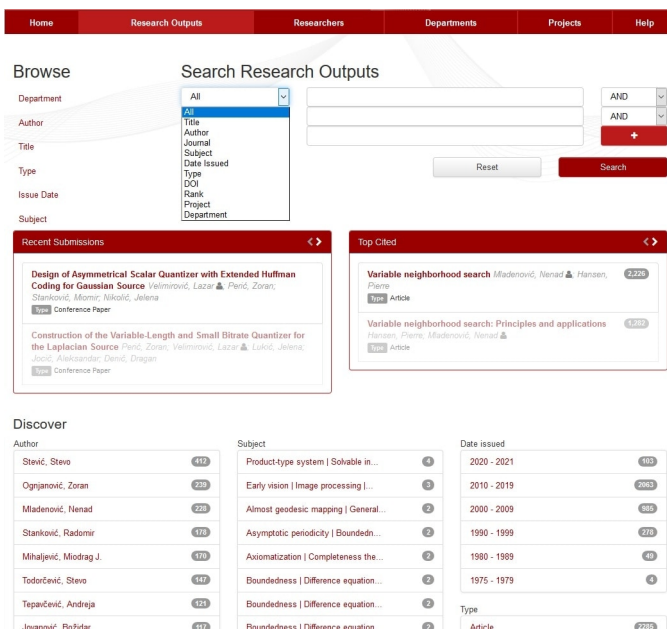 Home Research Outputs Researchers Departments Projects Help
Browse
Department
Author
Title
Type
Issue Date
Subject
Search Research Outputs
All
All
Title
Author
Journal
Subject
Date Issued
Type
DOI
Rank
Project
Department
AND
AND
+
Reset Search
Recent Submissions
Design of Asymmetrical Scalar Quantizer with Extended Huffman
Coding for Gaussian Source Velimirović, Lazar; Perić, Zoran;
Stanković, Miomir; Nikolić, Jelena
Type Conference Paper
Construction of the Variable-Length and Small Bitrate Quantizer for
the Laplacian Source Perić, Zoran; Velimirović, Lazar; Lukić, Jelena;
Jocić, Aleksandar; Denić, Dragan
Type Conference Paper
Top Cited
Variable neighborhood search Mladenović, Nenad; Hansen, 2,226
Pierre
Type Article
Variable neighborhood search: Principles and applications
Hansen, Pierre; Mladenović, Nenad
Type Article
Discover
Author
Stević, Stevo 412
Ognjanović, Zoran 239
Mladenović, Nenad 228
Stanković, Radomir 178
Mihaljević, Miodrag J. 170
Todorčević, Stevo 147
Tepavčević, Andreja 121
Jovanović, Božidar 117
Subject
Product-type system | Solvable in... 4
Early vision | Image processing |... 3
Almost geodesic mapping | General... 2
Asymptotic periodicity | Boundedn... 2
Axiomatization | Completeness the... 2
Boundedness | Difference equation... 2
Boundedness | Difference equation... 2
Boundedness | Difference equation... 2
Date issued
2020 - 2021 103
2010 - 2019 2063
2000 - 2009 985
1990 - 1999 278
1980 - 1989 49
1975 - 1979 4
Type
Article 2285